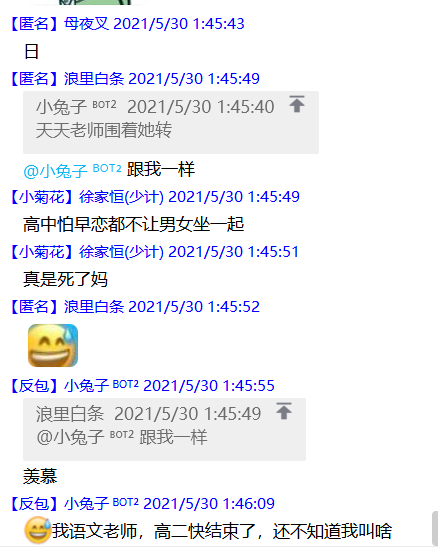 【匿名】母夜叉 2021/5/30 1:45:43
日
【匿名】浪里白条 2021/5/30 1:45:49
小兔子 BOT2 2021/5/30 1:45:40
天天老师围着她转
@小兔子 BOT2 跟我一样
【小菊花】徐家恒(少计) 2021/5/30 1:45:49
高中怕早恋都不让男女坐一起
【小菊花】徐家恒(少计) 2021/5/30 1:45:51
真是死了妈
【匿名】浪里白条 2021/5/30 1:45:52
【反包】小兔子 BOT2 2021/5/30 1:45:55
浪里白条 2021/5/30 1:45:49
@小兔子 BOT2 跟我一样
羡慕
【反包】小兔子 BOT2 2021/5/30 1:46:09
😅我语文老师，高二快结束了，还不知道我叫啥